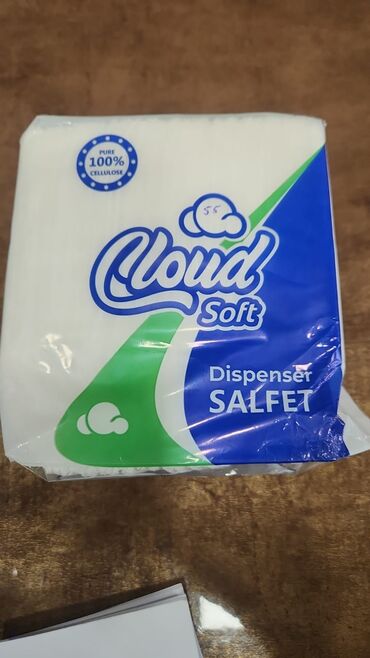 PURE
100%
CELLULOSE
55
Cloud
Soft
Dispenser
SALFET